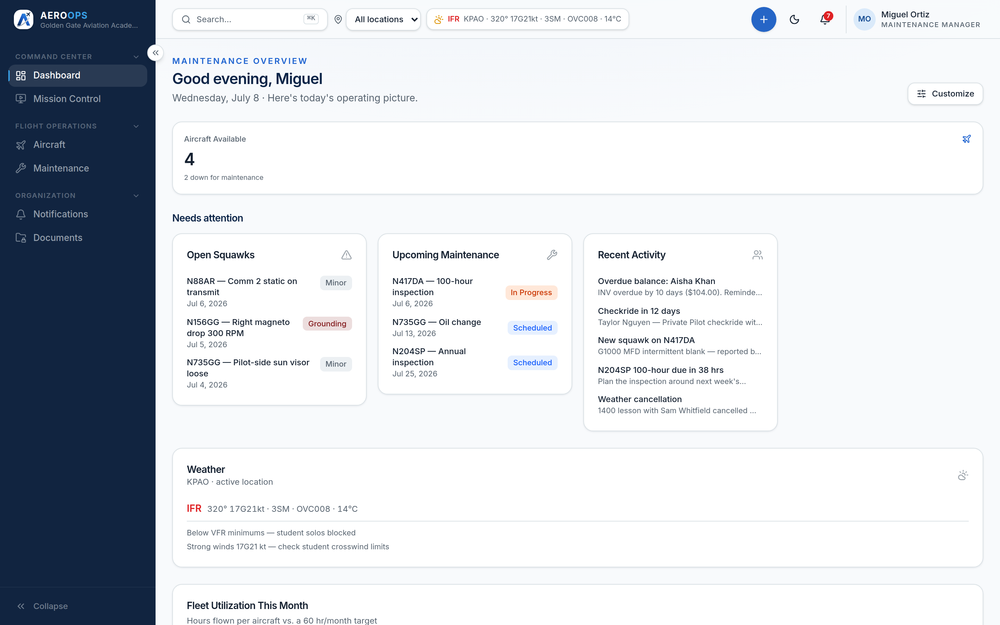 AEROOPS
Golden Gate Aviation Acade...
COMMAND CENTER
Dashboard
Mission Control
FLIGHT OPERATIONS
Aircraft
Maintenance
ORGANIZATION
Notifications
Documents
Collapse
Search...
⌘K
All locations
IFR KPAO · 320° 17G21kt · 3SM · OVC008 · 14°C
7
MO
Miguel Ortiz
MAINTENANCE MANAGER
MAINTENANCE OVERVIEW
Good evening, Miguel
Wednesday, July 8 · Here's today's operating picture.
Customize
Aircraft Available
4
2 down for maintenance
Needs attention
Open Squawks
N88AR — Comm 2 static on
transmit
Jul 6, 2026
Minor
N156GG — Right magneto
drop 300 RPM
Jul 5, 2026
Grounding
N735GG — Pilot-side sun visor
loose
Jul 4, 2026
Minor
Upcoming Maintenance
N417DA — 100-hour
inspection
Jul 6, 2026
In Progress
N735GG — Oil change
Jul 13, 2026
Scheduled
N204SP — Annual
inspection
Jul 25, 2026
Scheduled
Recent Activity
Overdue balance: Aisha Khan
INV overdue by 10 days ($104.00). Reminde...
Checkride in 12 days
Taylor Nguyen — Private Pilot checkride wit...
New squawk on N417DA
G1000 MFD intermittent blank — reported b...
N204SP 100-hour due in 38 hrs
Plan the inspection around next week's...
Weather cancellation
1400 lesson with Sam Whitfield cancelled ...
Weather
KPAO · active location
IFR 320° 17G21kt · 3SM · OVC008 · 14°C
Below VFR minimums — student solos blocked
Strong winds 17G21 kt — check student crosswind limits
Fleet Utilization This Month
Hours flown per aircraft vs. a 60 hr/month target